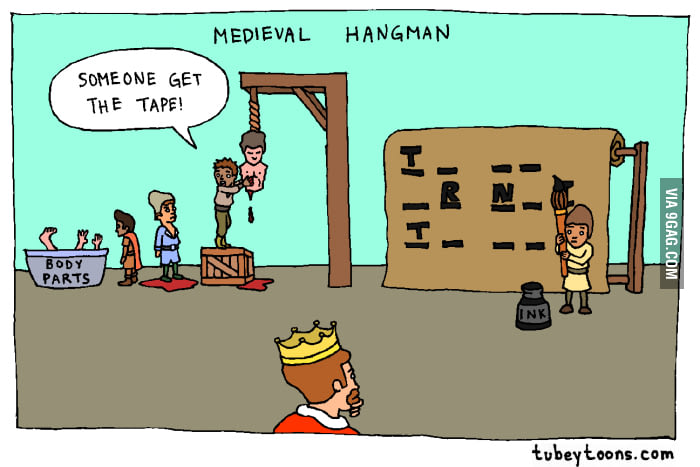 MEDIEVAL HANGMAN
SOMEONE GET
THE TAPE!
T _ _ _
_ R N _
T _ _ _
BODY
PARTS
INK
VIA 9GAG.COM
tubeytoons.com